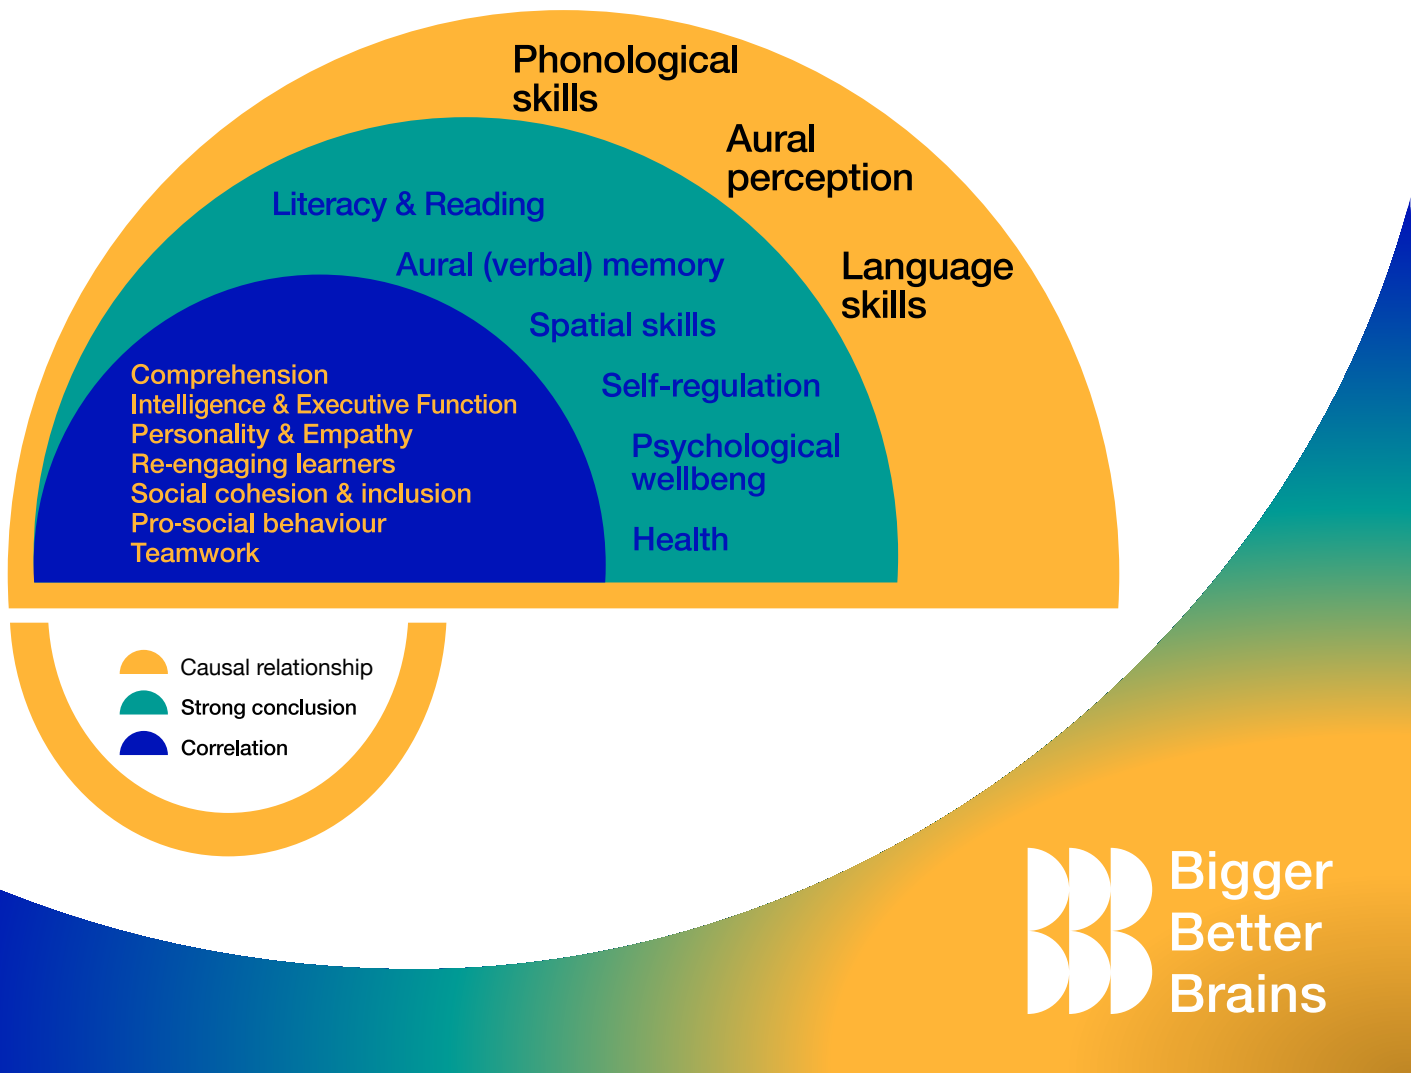 Phonological
skills
Aural
perception
Language
skills
Literacy & Reading
Aural (verbal) memory
Spatial skills
Self-regulation
Psychological
wellbeng
Health
Comprehension
Intelligence & Executive Function
Personality & Empathy
Re-engaging learners
Social cohesion & inclusion
Pro-social behaviour
Teamwork
Causal relationship
Strong conclusion
Correlation
Bigger
Better
Brains